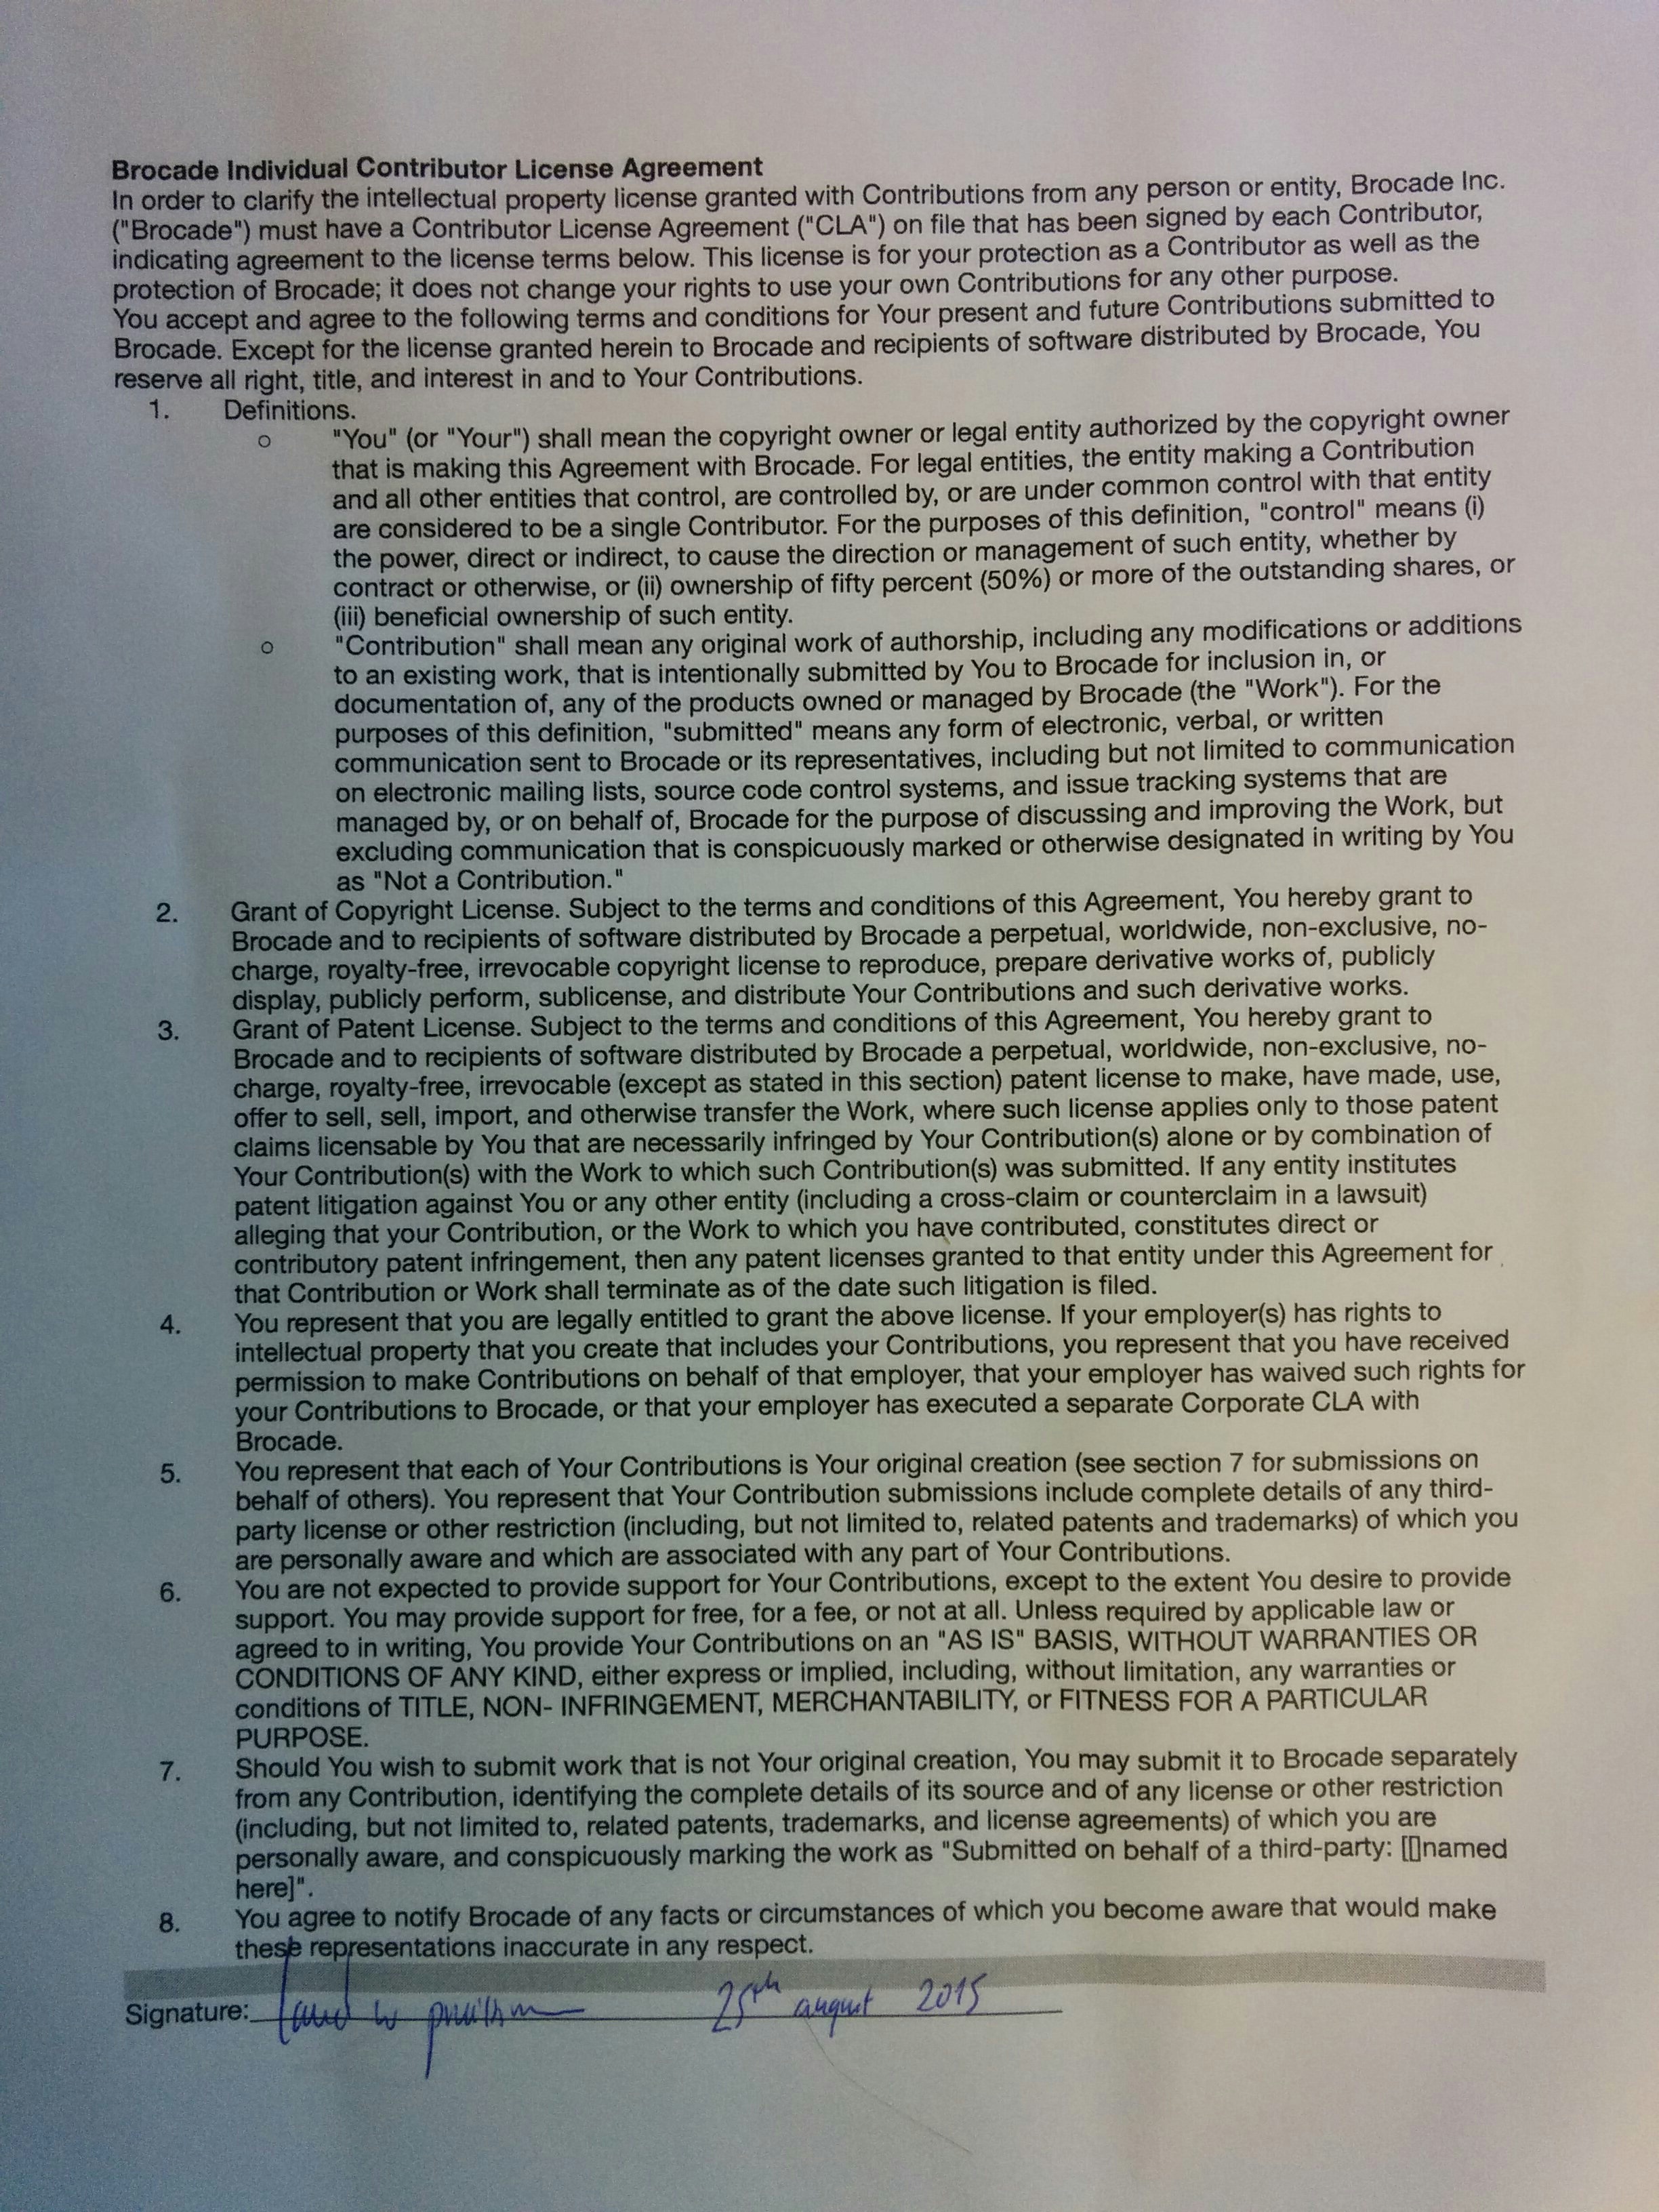 Brocade Individual Contributor License Agreement
In order to clarify the intellectual property license granted with Contributions from any person or entity, Brocade Inc.
("Brocade") must have a Contributor License Agreement ("CLA") on file that has been signed by each Contributor,
indicating agreement to the license terms below. This license is for your protection as a Contributor as well as the
protection of Brocade; it does not change your rights to use your own Contributions for any other purpose.
You accept and agree to the following terms and conditions for Your present and future Contributions submitted to
Brocade. Except for the license granted herein to Brocade and recipients of software distributed by Brocade, You
reserve all right, title, and interest in and to Your Contributions.
1. Definitions.
o "You" (or "Your") shall mean the copyright owner or legal entity authorized by the copyright owner
that is making this Agreement with Brocade. For legal entities, the entity making a Contribution
and all other entities that control, are controlled by, or are under common control with that entity
are considered to be a single Contributor. For the purposes of this definition, "control" means (i)
the power, direct or indirect, to cause the direction or management of such entity, whether by
contract or otherwise, or (ii) ownership of fifty percent (50%) or more of the outstanding shares, or
(iii) beneficial ownership of such entity.
o "Contribution" shall mean any original work of authorship, including any modifications or additions
to an existing work, that is intentionally submitted by You to Brocade for inclusion in, or
documentation of, any of the products owned or managed by Brocade (the "Work"). For the
purposes of this definition, "submitted" means any form of electronic, verbal, or written
communication sent to Brocade or its representatives, including but not limited to communication
on electronic mailing lists, source code control systems, and issue tracking systems that are
managed by, or on behalf of, Brocade for the purpose of discussing and improving the Work, but
excluding communication that is conspicuously marked or otherwise designated in writing by You
as "Not a Contribution."
2. Grant of Copyright License. Subject to the terms and conditions of this Agreement, You hereby grant to
Brocade and to recipients of software distributed by Brocade a perpetual, worldwide, non-exclusive, no-
charge, royalty-free, irrevocable copyright license to reproduce, prepare derivative works of, publicly
display, publicly perform, sublicense, and distribute Your Contributions and such derivative works.
3. Grant of Patent License. Subject to the terms and conditions of this Agreement, You hereby grant to
Brocade and to recipients of software distributed by Brocade a perpetual, worldwide, non-exclusive, no-
charge, royalty-free, irrevocable (except as stated in this section) patent license to make, have made, use,
offer to sell, sell, import, and otherwise transfer the Work, where such license applies only to those patent
claims licensable by You that are necessarily infringed by Your Contribution(s) alone or by combination of
Your Contribution(s) with the Work to which such Contribution(s) was submitted. If any entity institutes
patent litigation against You or any other entity (including a cross-claim or counterclaim in a lawsuit)
alleging that your Contribution, or the Work to which you have contributed, constitutes direct or
contributory patent infringement, then any patent licenses granted to that entity under this Agreement for
that Contribution or Work shall terminate as of the date such litigation is filed.
4. You represent that you are legally entitled to grant the above license. If your employer(s) has rights to
intellectual property that you create that includes your Contributions, you represent that you have received
permission to make Contributions on behalf of that employer, that your employer has waived such rights for
your Contributions to Brocade, or that your employer has executed a separate Corporate CLA with
Brocade.
5. You represent that each of Your Contributions is Your original creation (see section 7 for submissions on
behalf of others). You represent that Your Contribution submissions include complete details of any third-
party license or other restriction (including, but not limited to, related patents and trademarks) of which you
are personally aware and which are associated with any part of Your Contributions.
6. You are not expected to provide support for Your Contributions, except to the extent You desire to provide
support. You may provide support for free, for a fee, or not at all. Unless required by applicable law or
agreed to in writing, You provide Your Contributions on an "AS IS" BASIS, WITHOUT WARRANTIES OR
CONDITIONS OF ANY KIND, either express or implied, including, without limitation, any warranties or
conditions of TITLE, NON- INFRINGEMENT, MERCHANTABILITY, or FITNESS FOR A PARTICULAR
PURPOSE.
7. Should You wish to submit work that is not Your original creation, You may submit it to Brocade separately
from any Contribution, identifying the complete details of its source and of any license or other restriction
(including, but not limited to, related patents, trademarks, and license agreements) of which you are
personally aware, and conspicuously marking the work as "Submitted on behalf of a third-party: [[]named
here]".
8. You agree to notify Brocade of any facts or circumstances of which you become aware that would make
these representations inaccurate in any respect.
Signature: 25th august 2015